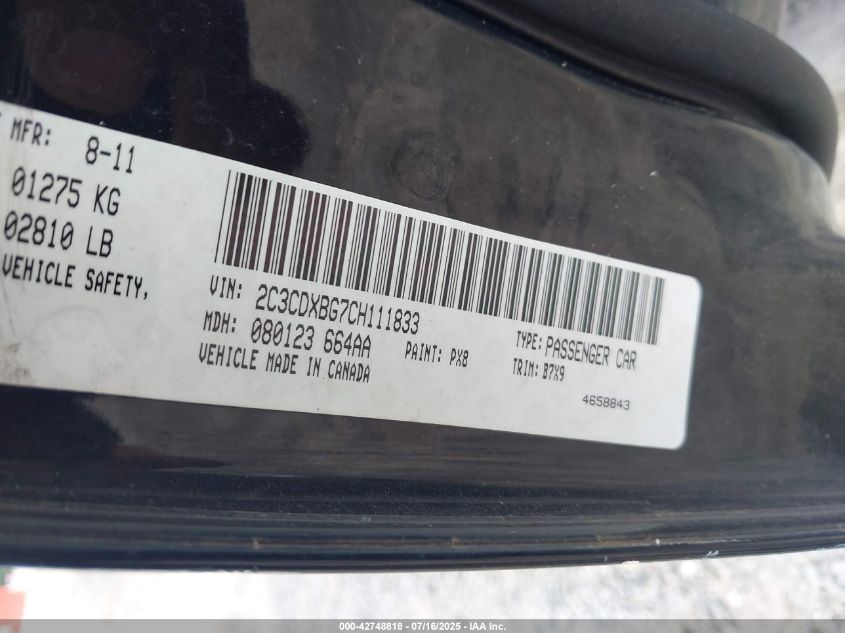 MFR: 8-11
01275 KG
02810 LB
VEHICLE SAFETY,
VIN: 2C3CDXBG7CH111833
MDH: 080123 664AA
PAINT: PX8
VEHICLE MADE IN CANADA
TYPE: PASSENGER CAR
TRIM: B7X9
4658843
000-42748818 - 07/16/2025 - IAA Inc.